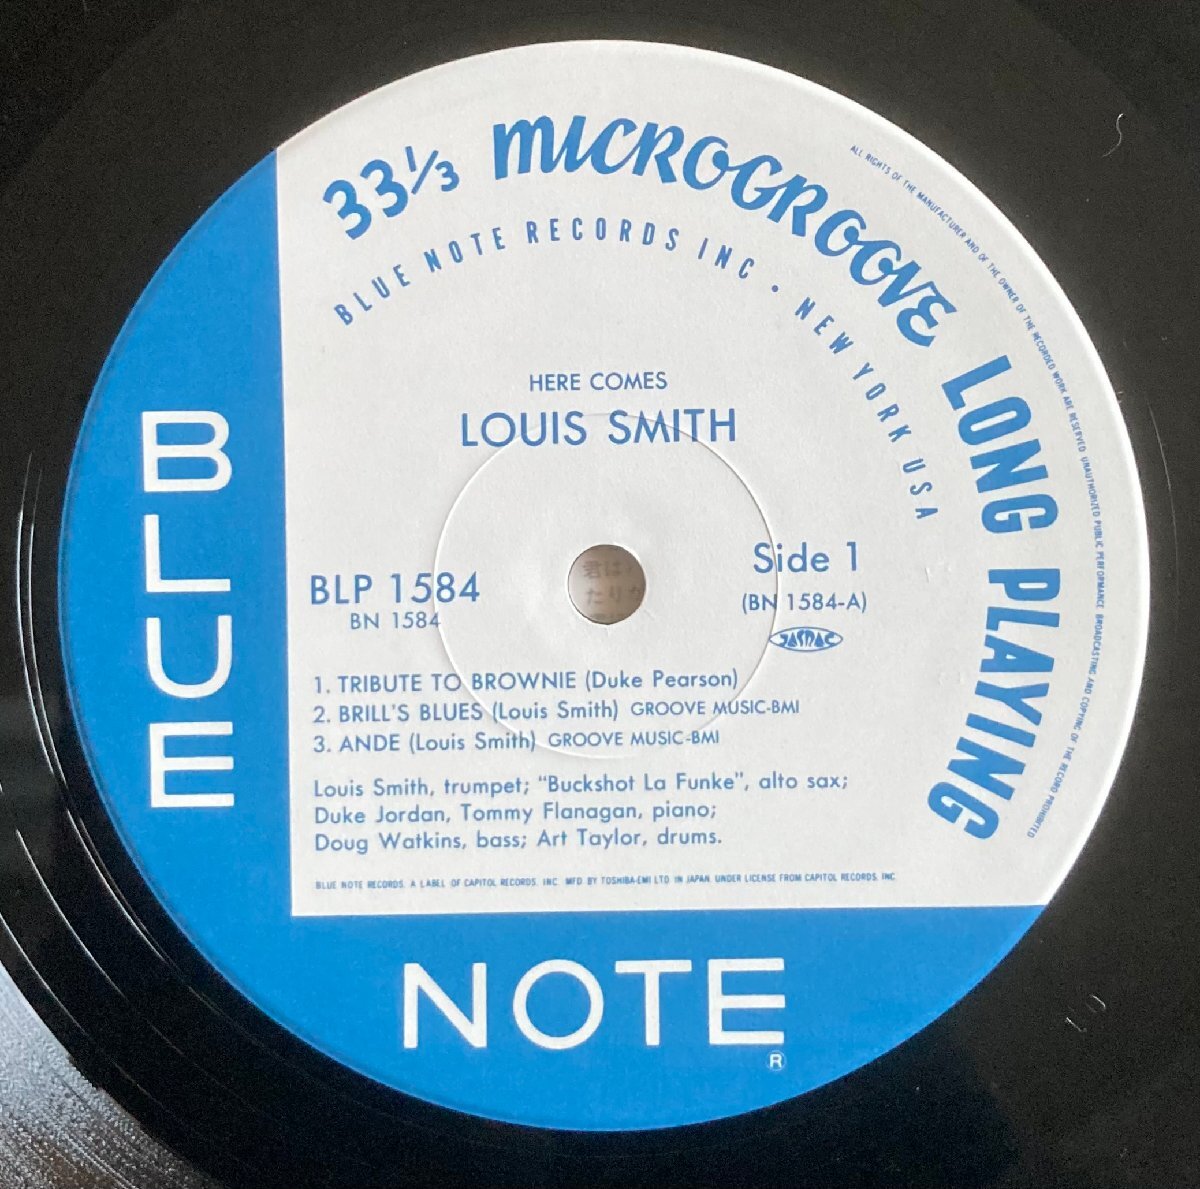 33⅓ MICROGROOVE LONG PLAYING
BLUE NOTE RECORDS INC · NEW YORK USA
ALL RIGHTS OF THE MANUFACTURER AND OF THE OWNER OF THE RECORDED WORK ARE RESERVED UNAUTHORIZED PUBLIC PERFORMANCE BROADCASTING AND COPYING OF THE RECORD PROHIBITED
HERE COMES
LOUIS SMITH
BLP 1584
BN 1584
Side 1
(BN 1584-A)
JASRAC
1. TRIBUTE TO BROWNIE (Duke Pearson)
2. BRILL'S BLUES (Louis Smith) GROOVE MUSIC-BMI
3. ANDE (Louis Smith) GROOVE MUSIC-BMI
Louis Smith, trumpet; "Buckshot La Funke", alto sax;
Duke Jordan, Tommy Flanagan, piano;
Doug Watkins, bass; Art Taylor, drums.
BLUE NOTE RECORDS. A LABEL OF CAPITOL RECORDS, INC. MFD BY TOSHIBA-EMI LTD. IN JAPAN. UNDER LICENSE FROM CAPITOL RECORDS, INC.
BLUE
NOTE
®